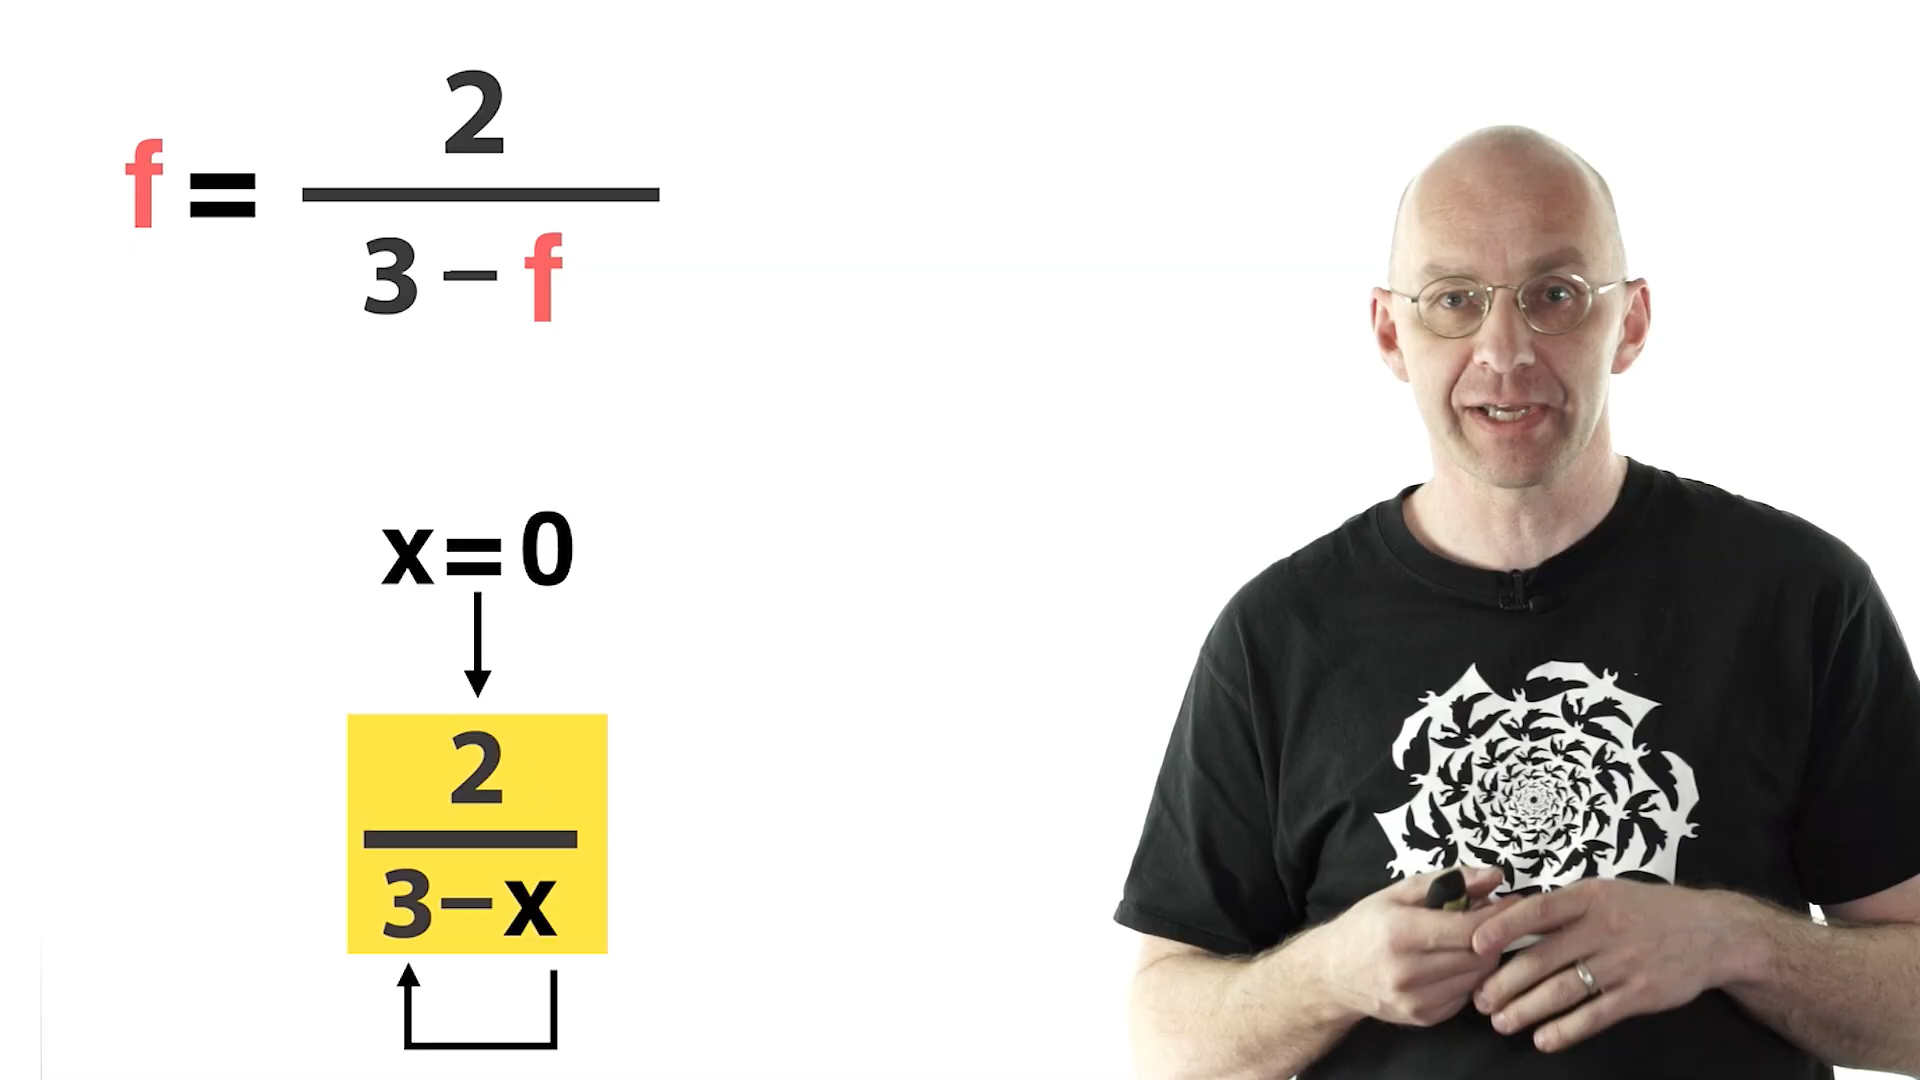 f = 2 / (3 – f)
x = 0
2 / (3 – x)